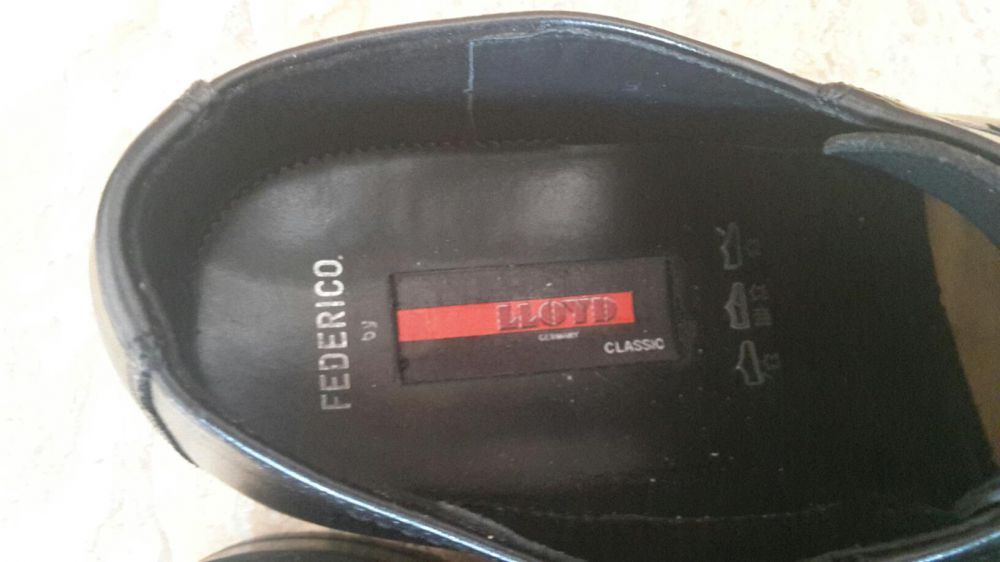 FEDERICO.
by
LLOYD
GERMANY
CLASSIC